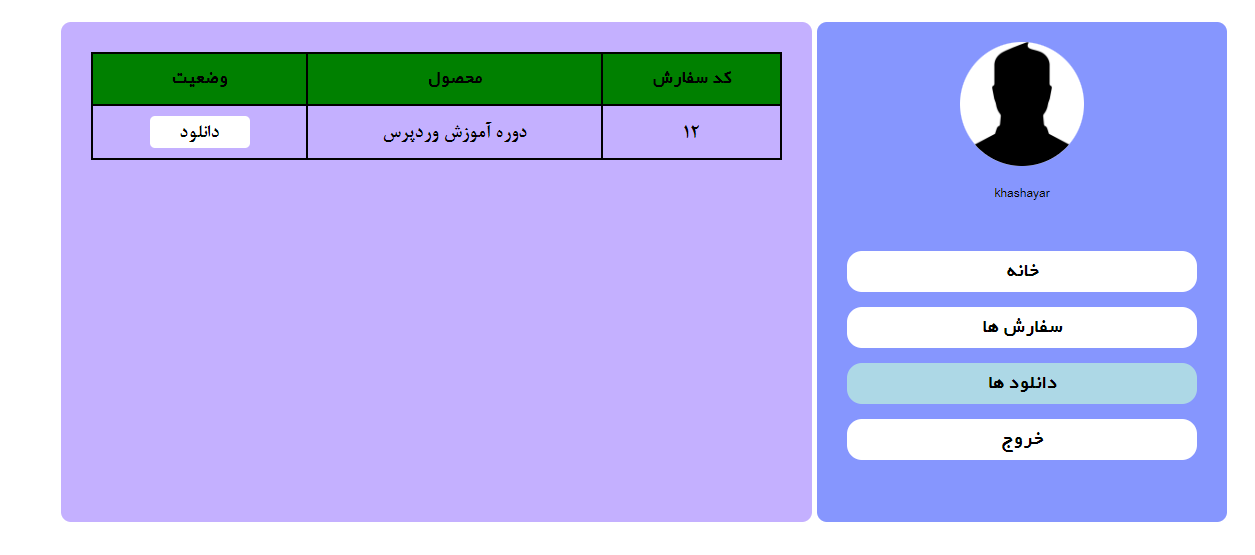 khashayar
خانه
سفارش ها
دانلود ها
خروج
کد سفارش محصول وضعیت
۱۲ دوره آموزش وردپرس دانلود